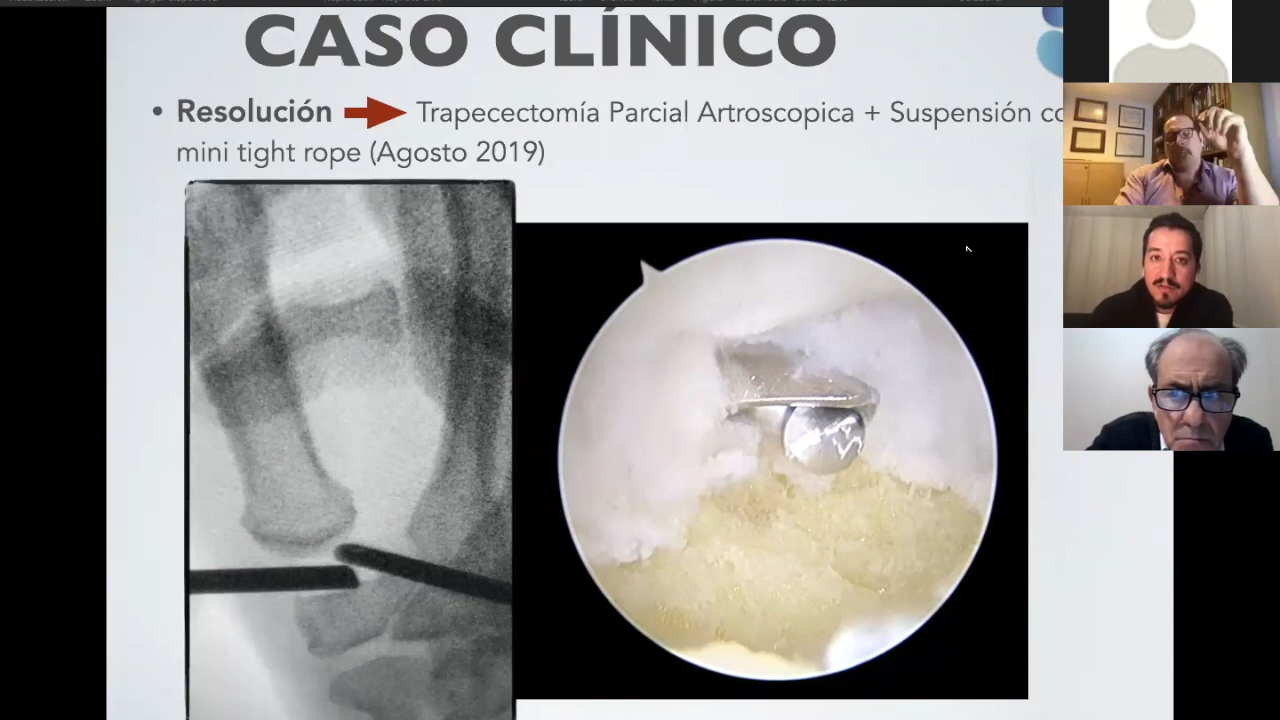 CASO CLÍNICO
• Resolución Trapecectomía Parcial Artroscopica + Suspensión co
mini tight rope (Agosto 2019)